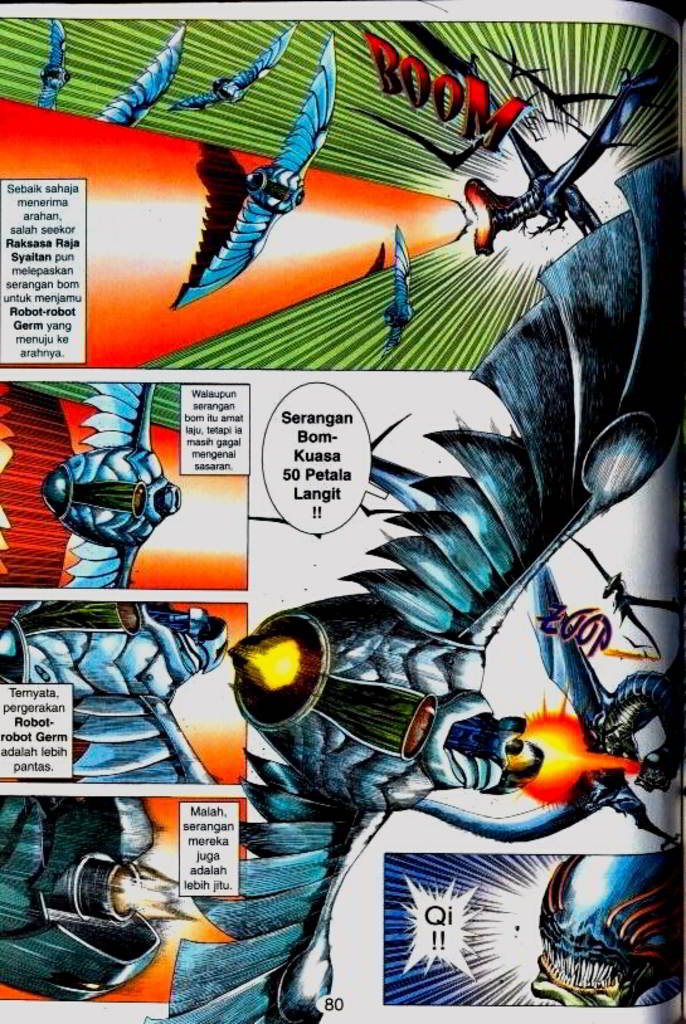 BOOM
Sebaik sahaja
menerima
arahan,
salah seekor
Raksasa Raja
Syaitan pun
melepaskan
serangan bom
untuk menjamu
Robot-robot
Germ yang
menuju ke
arahnya.
Walaupun
serangan
bom itu amat
laju, tetapi ia
masih gagal
mengenai
sasaran.
Serangan
Bom-
Kuasa
50 Petala
Langit
!!
ZOOP
Ternyata,
pergerakan
Robot-
robot Germ
adalah lebih
pantas.
Malah,
serangan
mereka
juga
adalah
lebih jitu.
Qi
!!
80